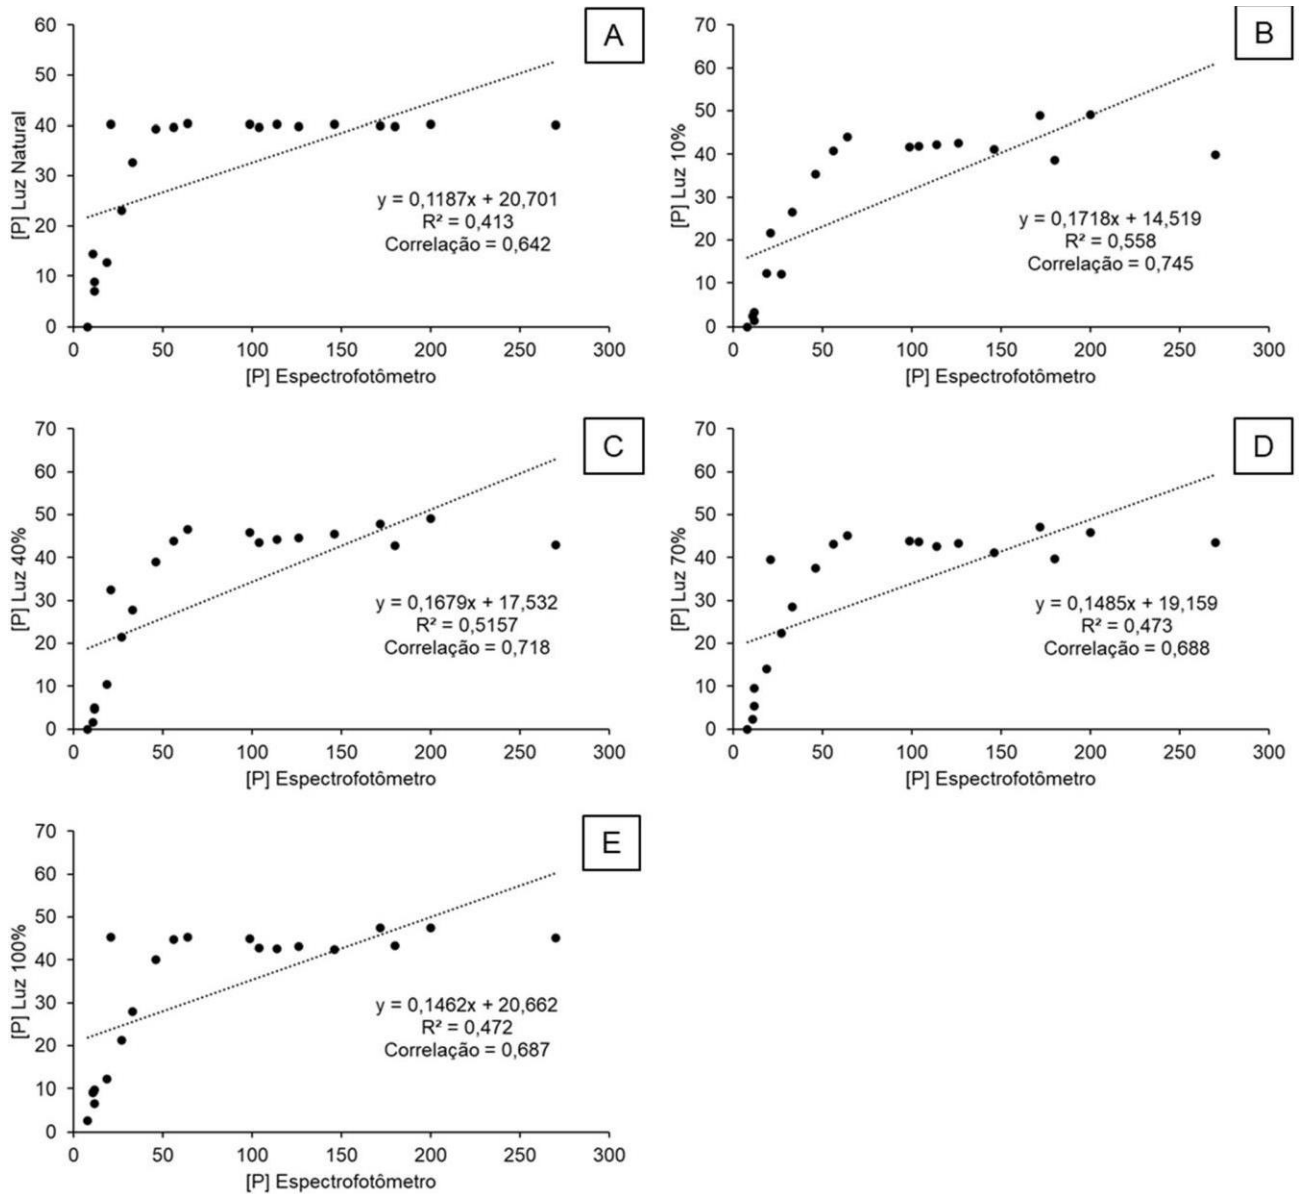 A
[P] Luz Natural
60
50
40
30
20
10
0
y = 0,1187x + 20,701
R² = 0,413
Correlação = 0,642
0 50 100 150 200 250 300
[P] Espectrofotômetro
B
[P] Luz 10%
70
60
50
40
30
20
10
0
y = 0,1718x + 14,519
R² = 0,558
Correlação = 0,745
0 50 100 150 200 250 300
[P] Espectrofotômetro
C
[P] Luz 40%
70
60
50
40
30
20
10
0
y = 0,1679x + 17,532
R² = 0,5157
Correlação = 0,718
0 50 100 150 200 250 300
[P] Espectrofotômetro
D
[P] Luz 70%
70
60
50
40
30
20
10
0
y = 0,1485x + 19,159
R² = 0,473
Correlação = 0,688
0 50 100 150 200 250 300
[P] Espectrofotômetro
E
[P] Luz 100%
70
60
50
40
30
20
10
0
y = 0,1462x + 20,662
R² = 0,472
Correlação = 0,687
0 50 100 150 200 250 300
[P] Espectrofotômetro